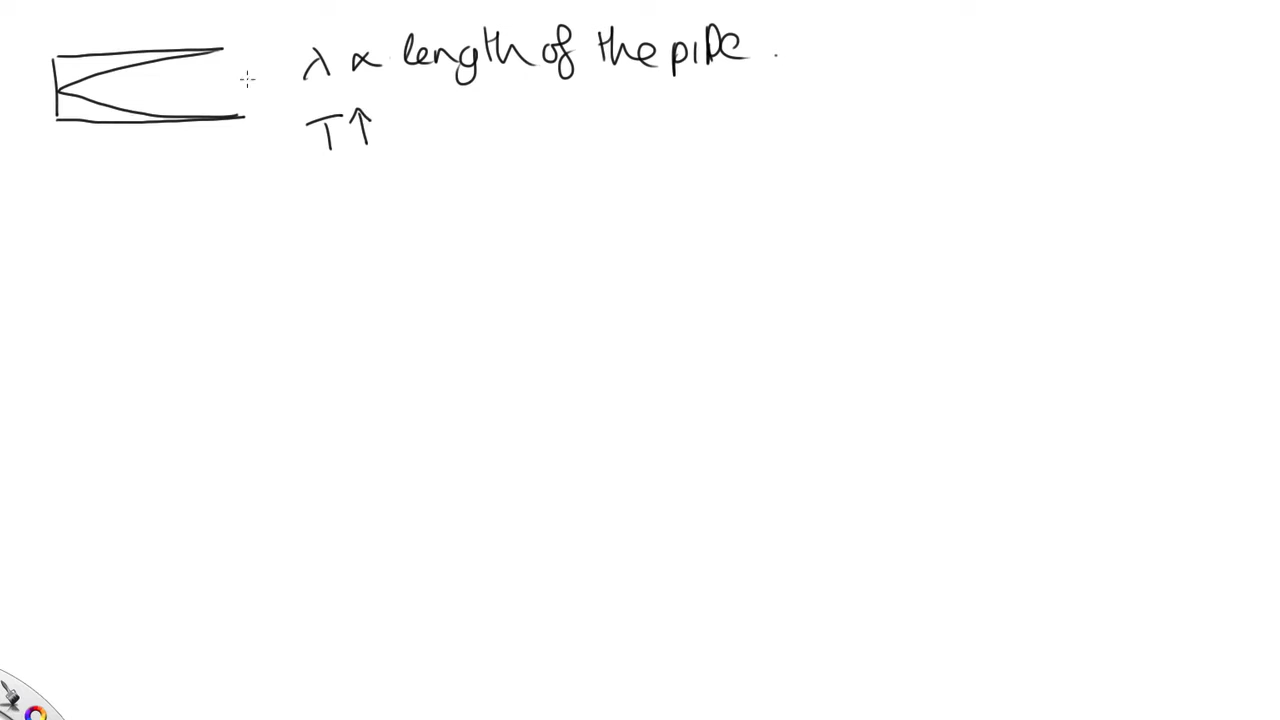 λ ∝ length of the pipe.
T↑